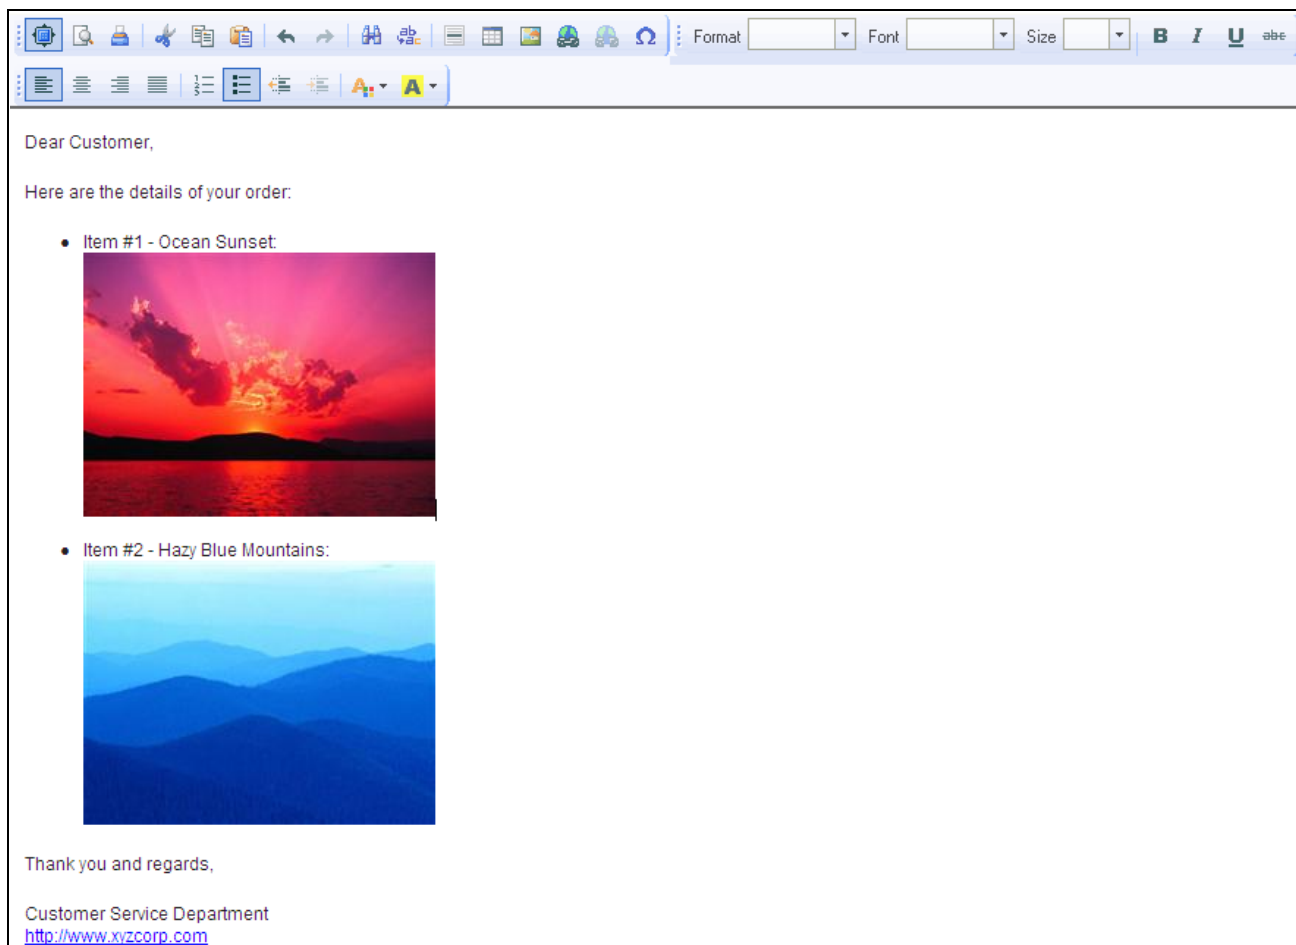 Format Font Size B I U abc
Dear Customer,
Here are the details of your order:
Item #1 - Ocean Sunset:
Item #2 - Hazy Blue Mountains:
Thank you and regards,
Customer Service Department
http://www.xyzcorp.com